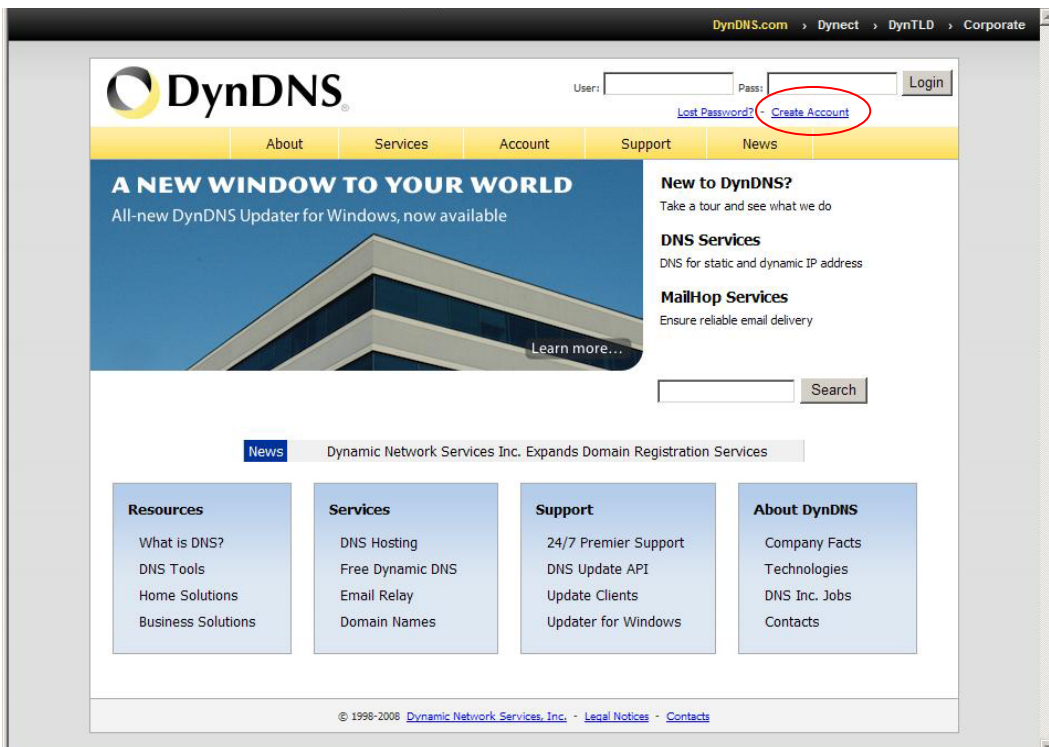 DynDNS.com › Dynect › DynTLD › Corporate
DynDNS®
User: Pass: Login
Lost Password? - Create Account
About Services Account Support News
A NEW WINDOW TO YOUR WORLD
All-new DynDNS Updater for Windows, now available
Learn more...
New to DynDNS?
Take a tour and see what we do
DNS Services
DNS for static and dynamic IP address
MailHop Services
Ensure reliable email delivery
Search
News Dynamic Network Services Inc. Expands Domain Registration Services
Resources
What is DNS?
DNS Tools
Home Solutions
Business Solutions
Services
DNS Hosting
Free Dynamic DNS
Email Relay
Domain Names
Support
24/7 Premier Support
DNS Update API
Update Clients
Updater for Windows
About DynDNS
Company Facts
Technologies
DNS Inc. Jobs
Contacts
© 1998-2008 Dynamic Network Services, Inc. - Legal Notices - Contacts